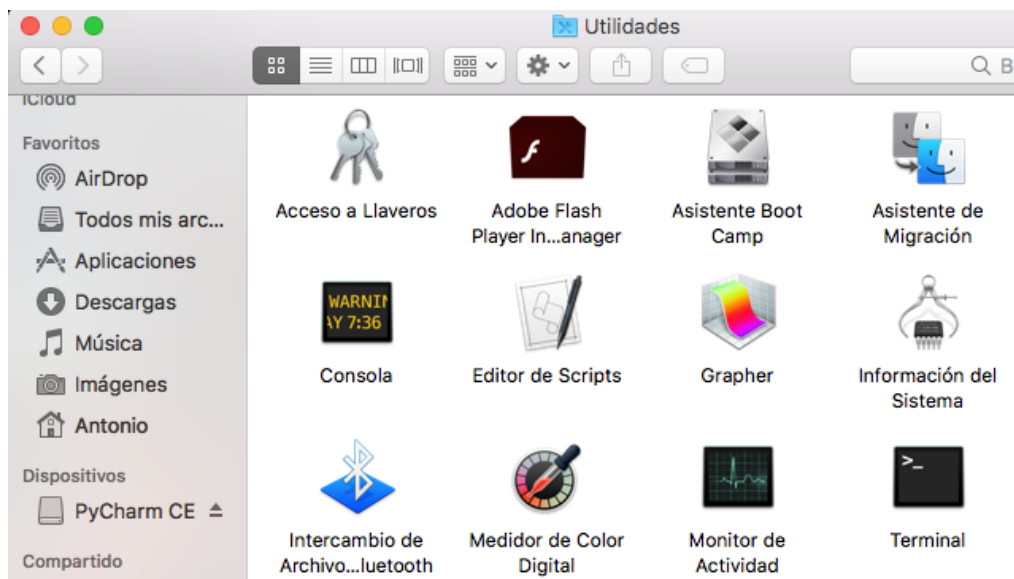 Utilidades
B
iCloud
Favoritos
AirDrop
Todos mis arc...
Aplicaciones
Descargas
Música
Imágenes
Antonio
Dispositivos
PyCharm CE
Compartido
Acceso a Llaveros
Adobe Flash
Player In...anager
Asistente Boot
Camp
Asistente de
Migración
WARNIN
AY 7:36
Consola
Editor de Scripts
Grapher
Información del
Sistema
Intercambio de
Archivo...luetooth
Medidor de Color
Digital
Monitor de
Actividad
>_
Terminal